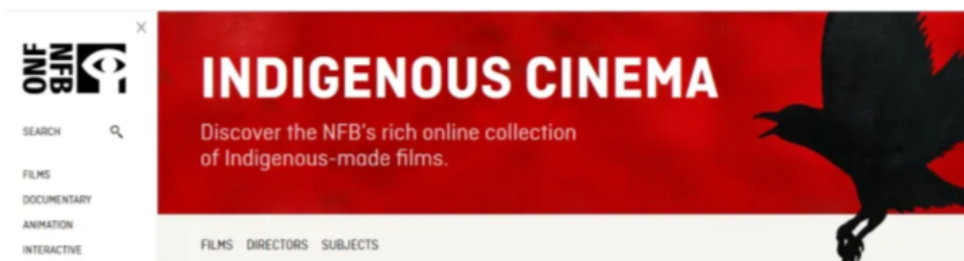 X
ONF
NFB
SEARCH
FILMS
DOCUMENTARY
ANIMATION
INTERACTIVE
INDIGENOUS CINEMA
Discover the NFB's rich online collection
of Indigenous-made films.
FILMS DIRECTORS SUBJECTS